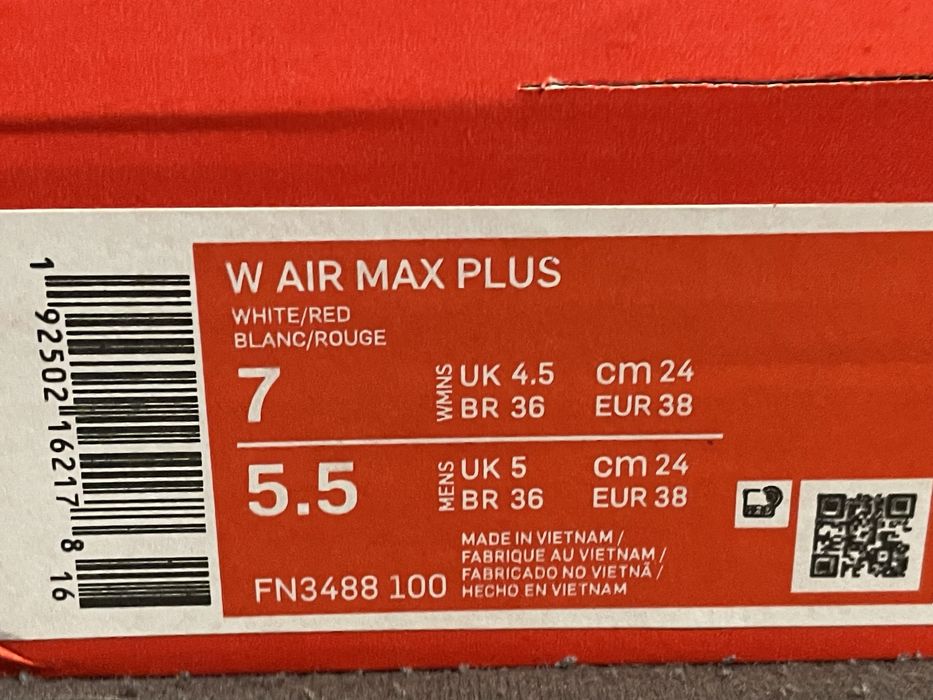 W AIR MAX PLUS
WHITE/RED
BLANC/ROUGE
7
WMNS
UK 4.5 cm 24
BR 36 EUR 38
5.5
MENS
UK 5 cm 24
BR 36 EUR 38
FN3488 100
MADE IN VIETNAM /
FABRIQUE AU VIETNAM /
FABRICADO NO VIETNÃ /
HECHO EN VIETNAM
1 92502 16217 8 16